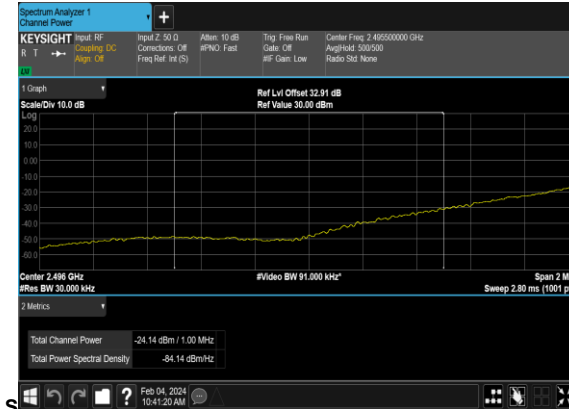 Spectrum Analyzer 1
Channel Power
+
KEYSIGHT
R T
Input: RF
Coupling: DC
Align: Off
Input Z: 50 Ω
Corrections: Off
Freq Ref: Int (S)
Atten: 10 dB
#PNO: Fast
Trig: Free Run
Gate: Off
#IF Gain: Low
Center Freq: 2.495500000 GHz
Avg|Hold: 500/500
Radio Std: None
1 Graph
Scale/Div 10.0 dB
Ref Lvl Offset 32.91 dB
Ref Value 30.00 dBm
Log
20.0
10.0
0.00
-10.0
-20.0
-30.0
-40.0
-50.0
-60.0
Center 2.496 GHz
#Res BW 30.000 kHz
#Video BW 91.000 kHz*
Span 2 M
Sweep 2.80 ms (1001 p
2 Metrics
Total Channel Power -24.14 dBm / 1.00 MHz
Total Power Spectral Density -84.14 dBm/Hz
S
?
Feb 04, 2024
10:41:20 AM